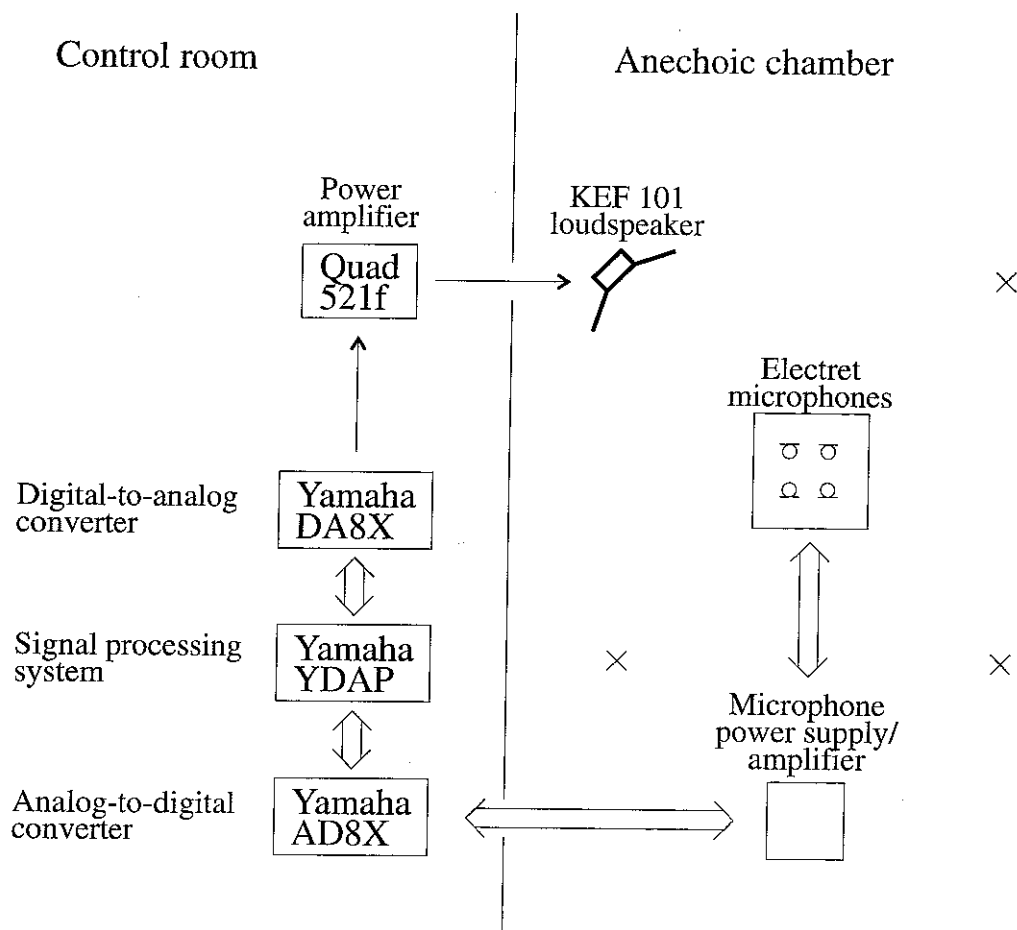 Control room
Anechoic chamber
Power
amplifier
Quad
521f
KEF 101
loudspeaker
Electret
microphones
Digital-to-analog
converter
Yamaha
DA8X
Signal processing
system
Yamaha
YDAP
Microphone
power supply/
amplifier
Analog-to-digital
converter
Yamaha
AD8X